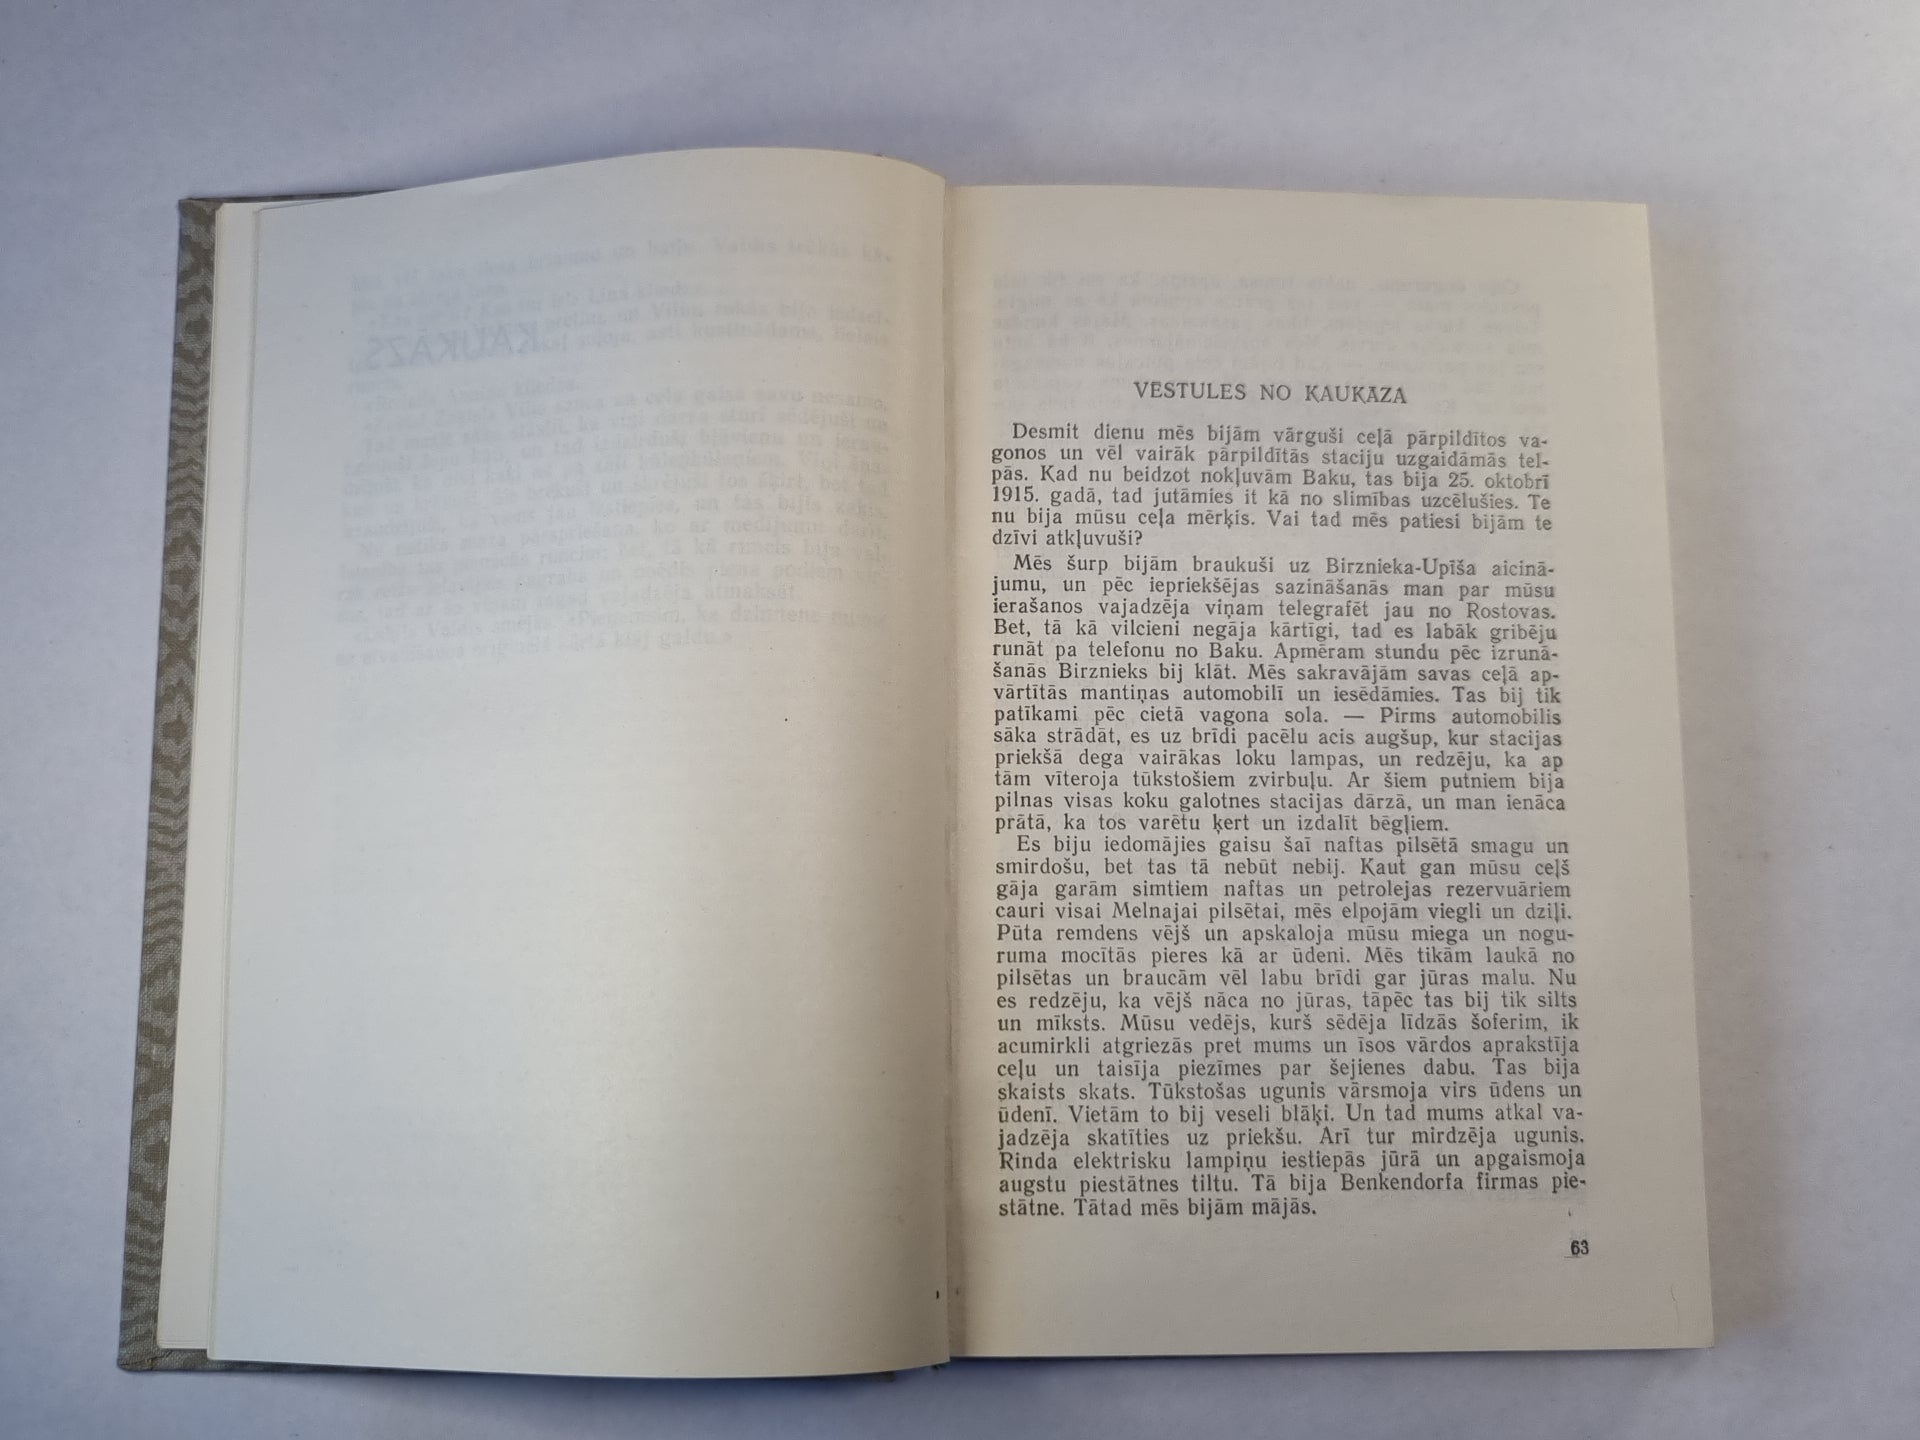 KAUKĀZS
VĒSTULES NO KAUKĀZA
Desmit dienu mēs bijām vārguši ceļā pārpildītos va-
gonos un vēl vairāk pārpildītās staciju uzgaidāmās tel-
pās. Kad nu beidzot nokļuvām Baku, tas bija 25. oktobrī
1915. gadā, tad jutāmies it kā no slimības uzcēlušies. Te
nu bija mūsu ceļa mērķis. Vai tad mēs patiesi bijām te
dzīvi atkļuvuši?
Mēs šurp bijām braukuši uz Birznieka-Upīša aicinā-
jumu, un pēc iepriekšējas sazināšanās man par mūsu
ierašanos vajadzēja viņam telegrafēt jau no Rostovas.
Bet, tā kā vilcieni negāja kārtīgi, tad es labāk gribēju
runāt pa telefonu no Baku. Apmēram stundu pēc izrunā-
šanās Birznieks bij klāt. Mēs sakravājām savas ceļā ap-
vārtītās mantiņas automobilī un iesēdāmies. Tas bij tik
patīkami pēc cietā vagona sola. — Pirms automobilis
sāka strādāt, es uz brīdi pacēlu acis augšup, kur stacijas
priekšā dega vairākas loku lampas, un redzēju, ka ap
tām vīteroja tūkstošiem zvirbuļu. Ar šiem putniem bija
pilnas visas koku galotnes stacijas dārzā, un man ienāca
prātā, ka tos varētu ķert un izdalīt bēgļiem.
Es biju iedomājies gaisu šaī naftas pilsētā smagu un
smirdošu, bet tas tā nebūt nebij. Kaut gan mūsu ceļš
gāja garām simtiem naftas un petrolejas rezervuāriem
cauri visai Melnajai pilsētai, mēs elpojām viegli un dziļi.
Pūta remdens vējš un apskaloja mūsu miega un nogu-
ruma mocītās pieres kā ar ūdeni. Mēs tikām laukā no
pilsētas un braucām vēl labu brīdi gar jūras malu. Nu
es redzēju, ka vējš nāca no jūras, tāpēc tas bij tik silts
un mīksts. Mūsu vedējs, kurš sēdēja līdzās šoferim, ik
acumirkli atgriezās pret mums un īsos vārdos aprakstīja
ceļu un taisīja piezīmes par šejienes dabu. Tas bija
skaists skats. Tūkstošas ugunis vārsmoja virs ūdens un
ūdenī. Vietām to bij veseli blāķi. Un tad mums atkal va-
jadzēja skatīties uz priekšu. Arī tur mirdzēja ugunis.
Rinda elektrisku lampiņu iestiepās jūrā un apgaismoja
augstu piestātnes tiltu. Tā bija Benkendorfa firmas pie-
stātne. Tātad mēs bijām mājās.
63